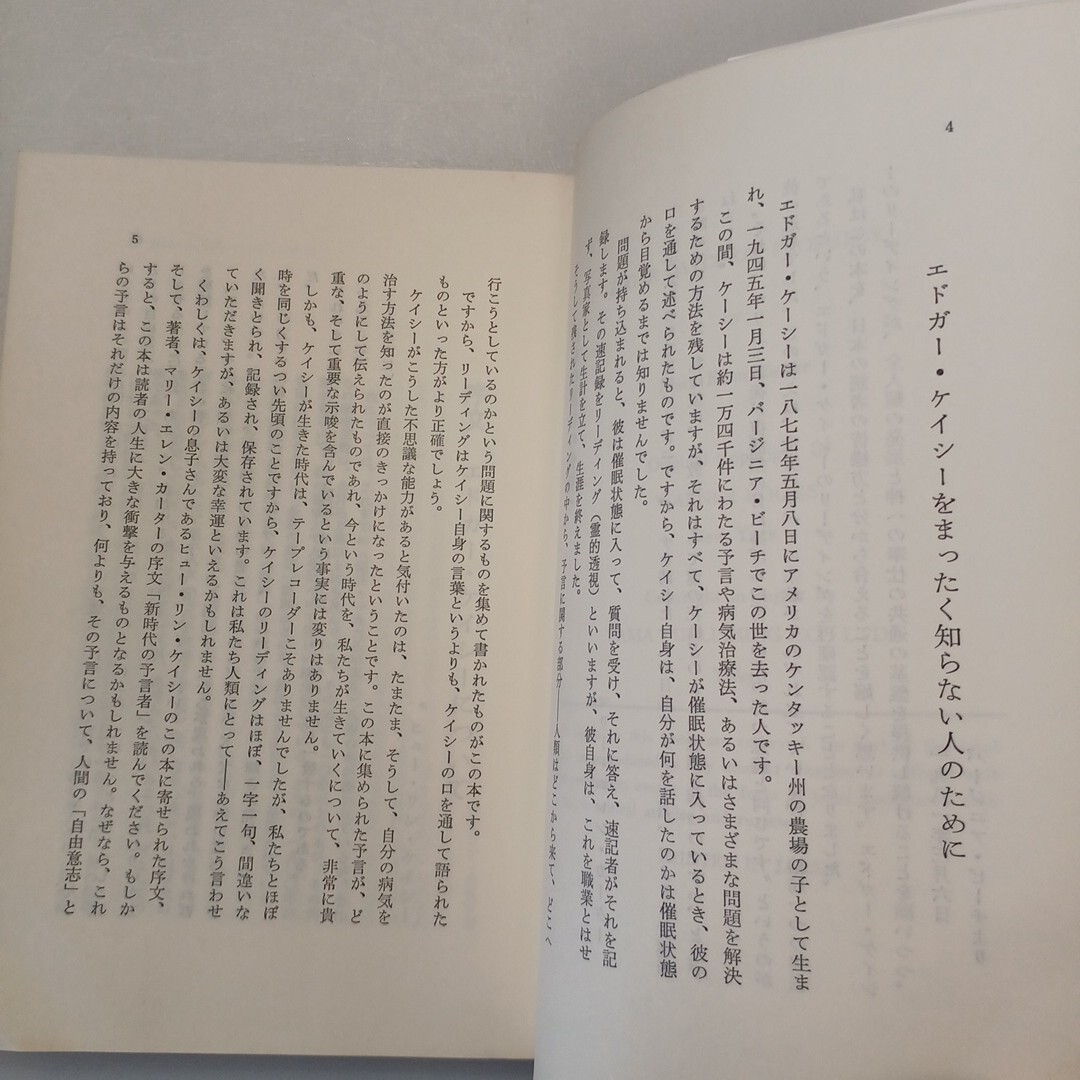 4
エドガー・ケイシーをまったく知らない人のために
エドガー・ケーシーは一八七七年五月八日にアメリカのケンタッキー州の農場の子として生ま
れ、一九四五年一月三日、バージニア・ビーチでこの世を去った人です。
この間、ケーシーは約一万四千件にわたる予言や病気治療法、あるいはさまざまな問題を解決
するための方法を残していますが、それはすべて、ケーシーが催眠状態に入っているとき、彼の
口を通して述べられたものです。ですから、ケイシー自身は、自分が何を話したのかは催眠状態
から目覚めるまでは知りませんでした。
問題が持ち込まれると、彼は催眠状態に入って、質問を受け、それに答え、速記者がそれを記
録します。その速記録をリーディング（霊的透視）といいますが、彼自身は、これを職業とはせ
ず、写真家として生計を立て、生涯を終えました。
そうして残されたリーディングの中から、予言に関する部分――人類はどこから来て、どこへ
5
行こうとしているのかという問題に関するものを集めて書かれたものがこの本です。
ですから、リーディングはケイシー自身の言葉というよりも、ケイシーの口を通して語られた
ものといった方がより正確でしょう。
ケイシーがこうした不思議な能力があると気付いたのは、たまたま、そうして、自分の病気を
治す方法を知ったのが直接のきっかけになったということです。この本に集められた予言が、ど
のようにして伝えられたものであれ、今という時代を、私たちが生きていくについて、非常に貴
重な、そして重要な示唆を含んでいるという事実には変りはありません。
しかも、ケイシーが生きた時代は、テープレコーダーこそありませんでしたが、私たちとほぼ
時を同じくするつい先頃のことですから、ケイシーのリーディングはほぼ、一字一句、間違いな
く聞きとられ、記録され、保存されています。これは私たち人類にとって――あえてこう言わせ
ていただきますが、あるいは大変な幸運といえるかもしれません。
くわしくは、ケイシーの息子さんであるヒュー・リン・ケイシーのこの本に寄せられた序文、
そして、著者、マリー・エレン・カーターの序文「新時代の予言者」を読んでください。もしか
すると、この本は読者の人生に大きな衝撃を与えるものとなるかもしれません。なぜなら、これ
らの予言はそれだけの内容を持っており、何よりも、その予言について、人間の「自由意志」と